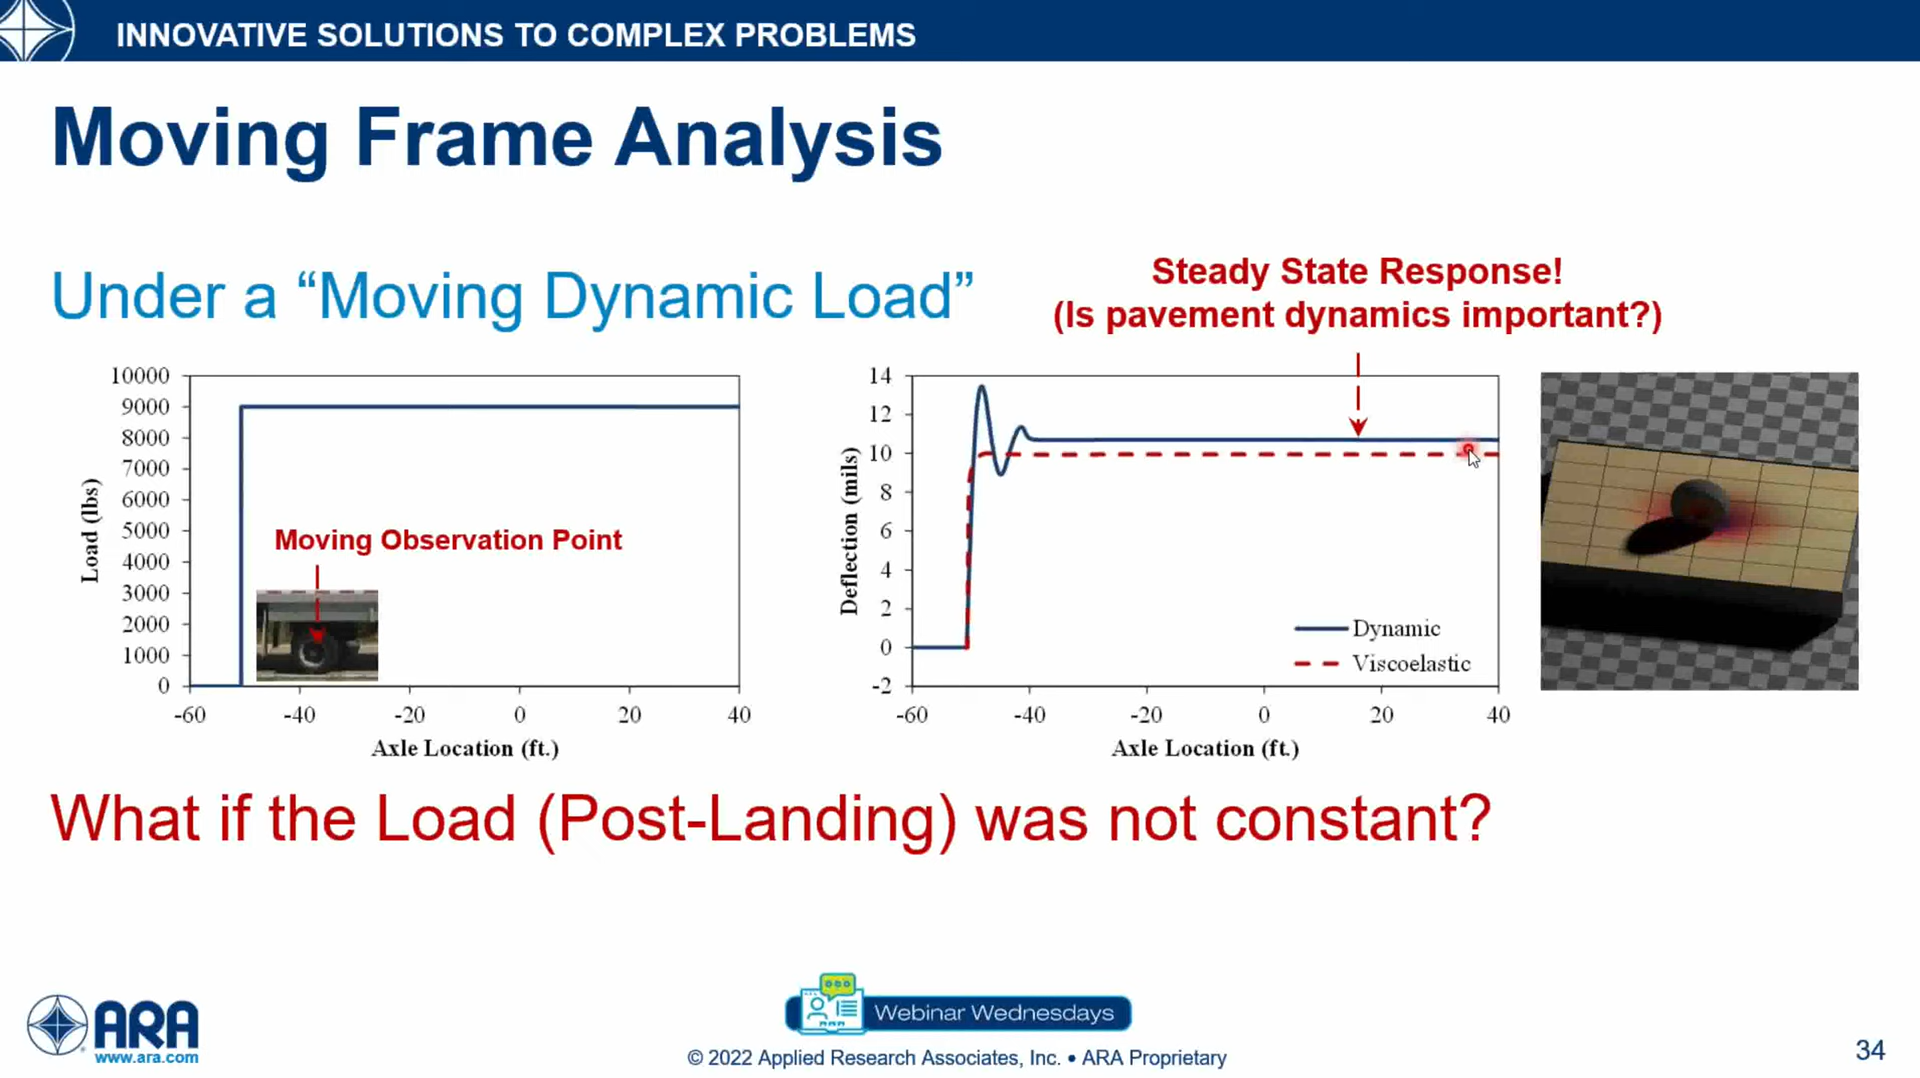 INNOVATIVE SOLUTIONS TO COMPLEX PROBLEMS
Moving Frame Analysis
Under a “Moving Dynamic Load”
Steady State Response!
(Is pavement dynamics important?)
10000
9000
8000
7000
6000
5000
4000
3000
2000
1000
0
Load (lbs)
Moving Observation Point
-60
-40
-20
0
20
40
Axle Location (ft.)
14
12
10
8
6
4
2
0
-2
Deflection (mils)
Dynamic
Viscoelastic
-60
-40
-20
0
20
40
Axle Location (ft.)
What if the Load (Post-Landing) was not constant?
ARA
www.ara.com
Webinar Wednesdays
© 2022 Applied Research Associates, Inc. • ARA Proprietary
34